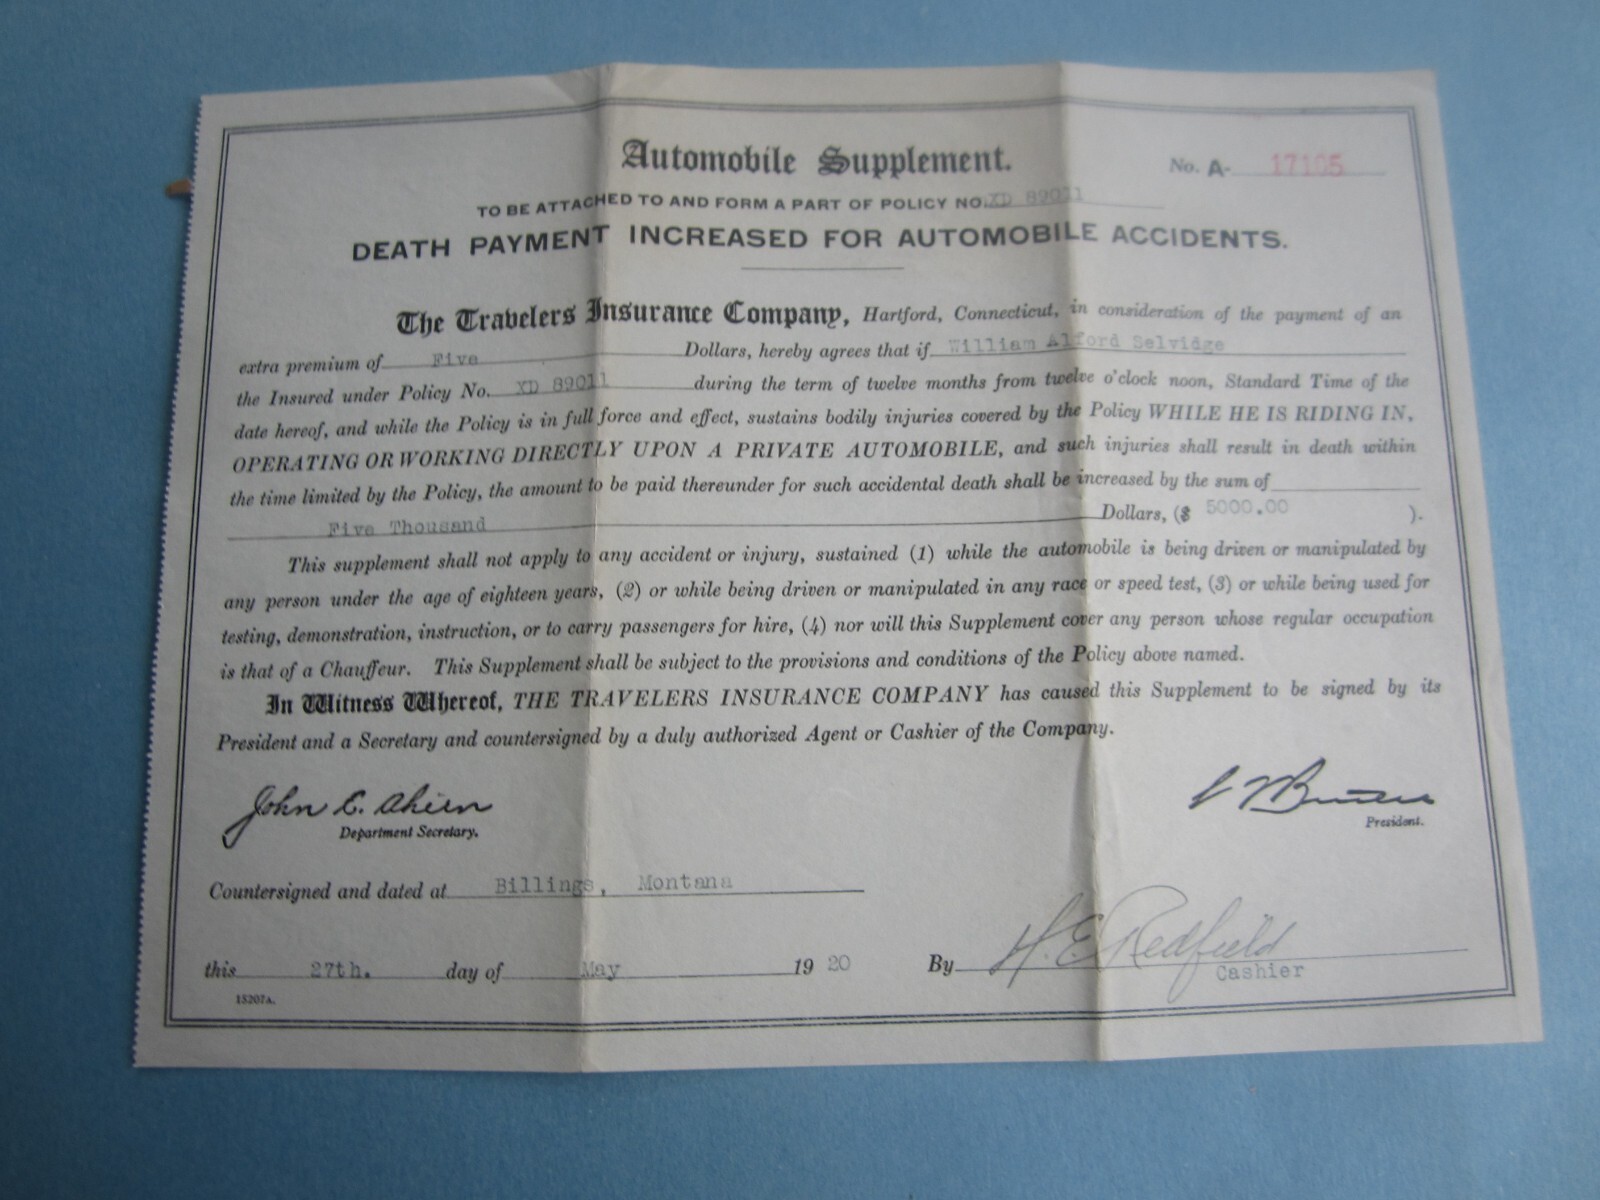 Automobile Supplement.
No. A- 17105
TO BE ATTACHED TO AND FORM A PART OF POLICY NO. XD 89011
DEATH PAYMENT INCREASED FOR AUTOMOBILE ACCIDENTS.
The Travelers Insurance Company, Hartford, Connecticut, in consideration of the payment of an
extra premium of Five Dollars, hereby agrees that if William Alford Selvidge
the Insured under Policy No. XD 89011 during the term of twelve months from twelve o'clock noon, Standard Time of the
date hereof, and while the Policy is in full force and effect, sustains bodily injuries covered by the Policy WHILE HE IS RIDING IN,
OPERATING OR WORKING DIRECTLY UPON A PRIVATE AUTOMOBILE, and such injuries shall result in death within
the time limited by the Policy, the amount to be paid thereunder for such accidental death shall be increased by the sum of
Five Thousand Dollars, ($ 5000.00 ).
This supplement shall not apply to any accident or injury, sustained (1) while the automobile is being driven or manipulated by
any person under the age of eighteen years, (2) or while being driven or manipulated in any race or speed test, (3) or while being used for
testing, demonstration, instruction, or to carry passengers for hire, (4) nor will this Supplement cover any person whose regular occupation
is that of a Chauffeur. This Supplement shall be subject to the provisions and conditions of the Policy above named.
In Witness Whereof, THE TRAVELERS INSURANCE COMPANY has caused this Supplement to be signed by its
President and a Secretary and countersigned by a duly authorized Agent or Cashier of the Company.
John E. Ahern
Department Secretary.
President.
Countersigned and dated at Billings, Montana
this 27th. day of May 1920 By H. E. Redfield
Cashier
15207A.